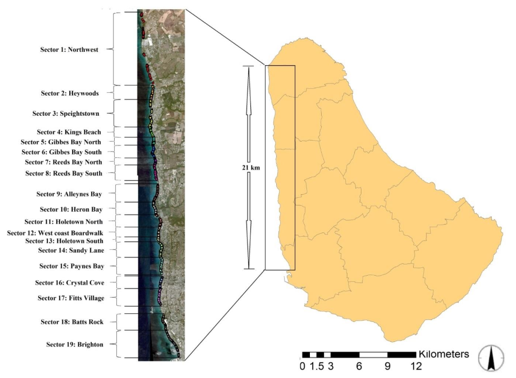 Sector 1: Northwest
Sector 2: Heywoods
Sector 3: Speightstown
Sector 4: Kings Beach
Sector 5: Gibbes Bay North
Sector 6: Gibbes Bay South
Sector 7: Reeds Bay North
Sector 8: Reeds Bay South
Sector 9: Alleynes Bay
Sector 10: Heron Bay
Sector 11: Holetown North
Sector 12: West coast Boardwalk
Sector 13: Holetown South
Sector 14: Sandy Lane
Sector 15: Paynes Bay
Sector 16: Crystal Cove
Sector 17: Fitts Village
Sector 18: Batts Rock
Sector 19: Brighton
21 km
Kilometers
0 1.5 3 6 9 12